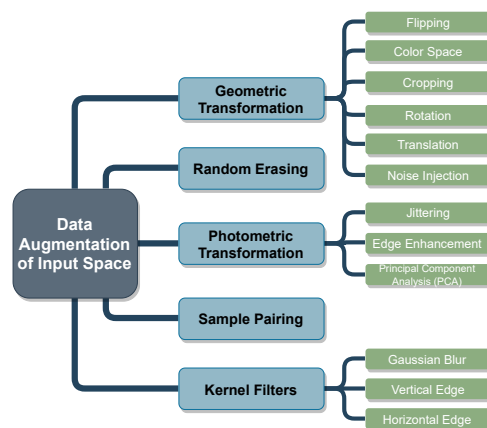 Data
Augmentation
of Input Space
Geometric
Transformation
Flipping
Color Space
Cropping
Rotation
Translation
Noise Injection
Random Erasing
Photometric
Transformation
Jittering
Edge Enhancement
Principal Component
Analysis (PCA)
Sample Pairing
Kernel Filters
Gaussian Blur
Vertical Edge
Horizontal Edge